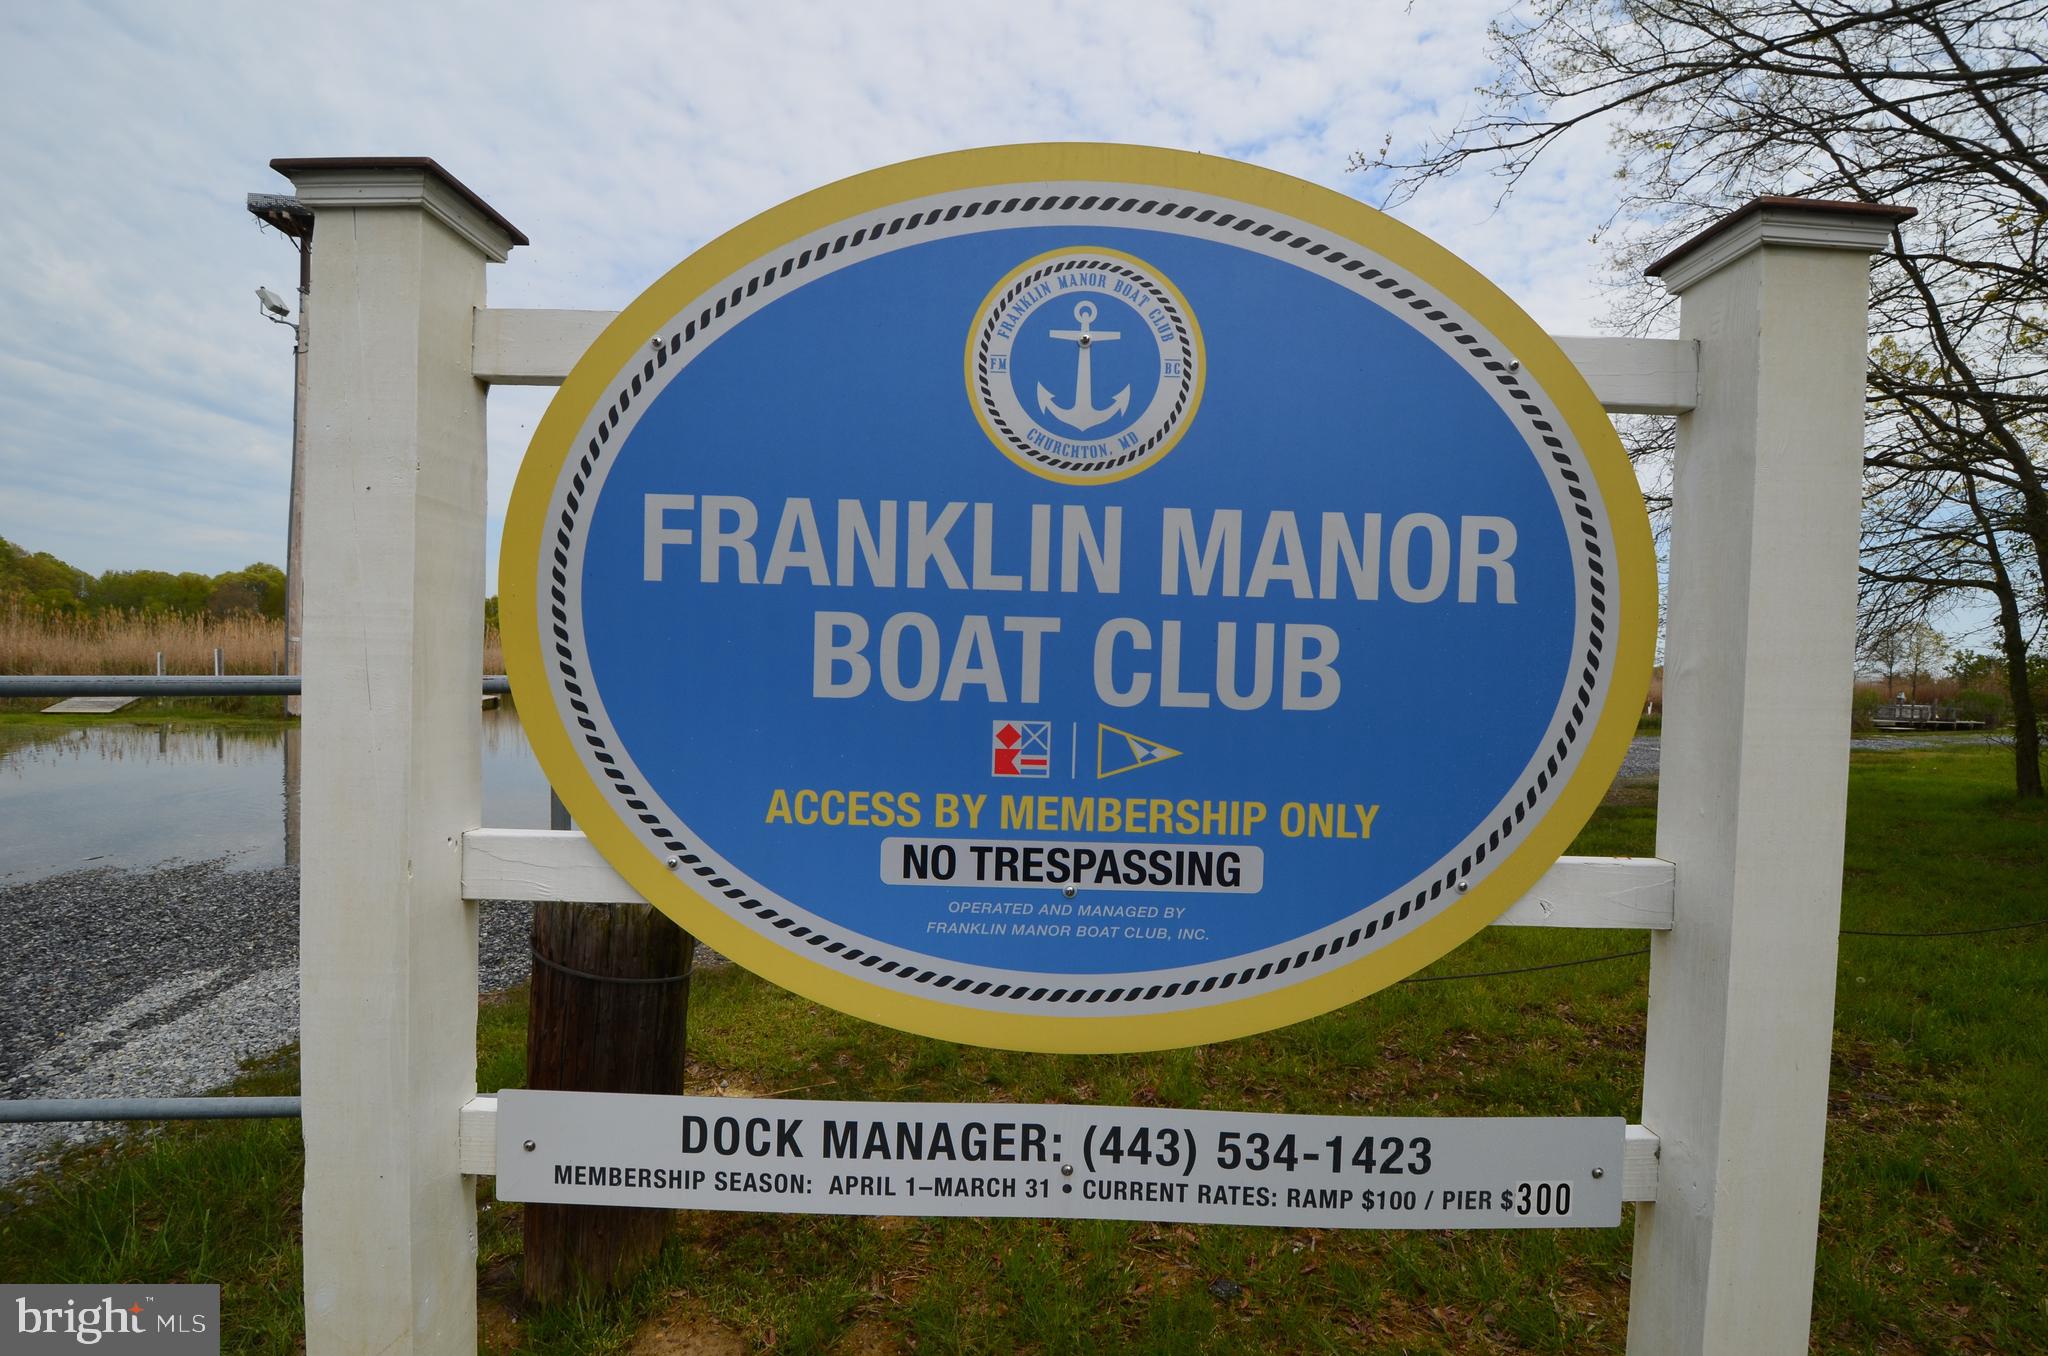 FRANKLIN MANOR BOAT CLUB
FM
BC
CHURCHTON, MD
FRANKLIN MANOR
BOAT CLUB
ACCESS BY MEMBERSHIP ONLY
NO TRESPASSING
OPERATED AND MANAGED BY
FRANKLIN MANOR BOAT CLUB, INC.
DOCK MANAGER: (443) 534-1423
MEMBERSHIP SEASON: APRIL 1–MARCH 31 • CURRENT RATES: RAMP $100 / PIER $300
bright™ MLS